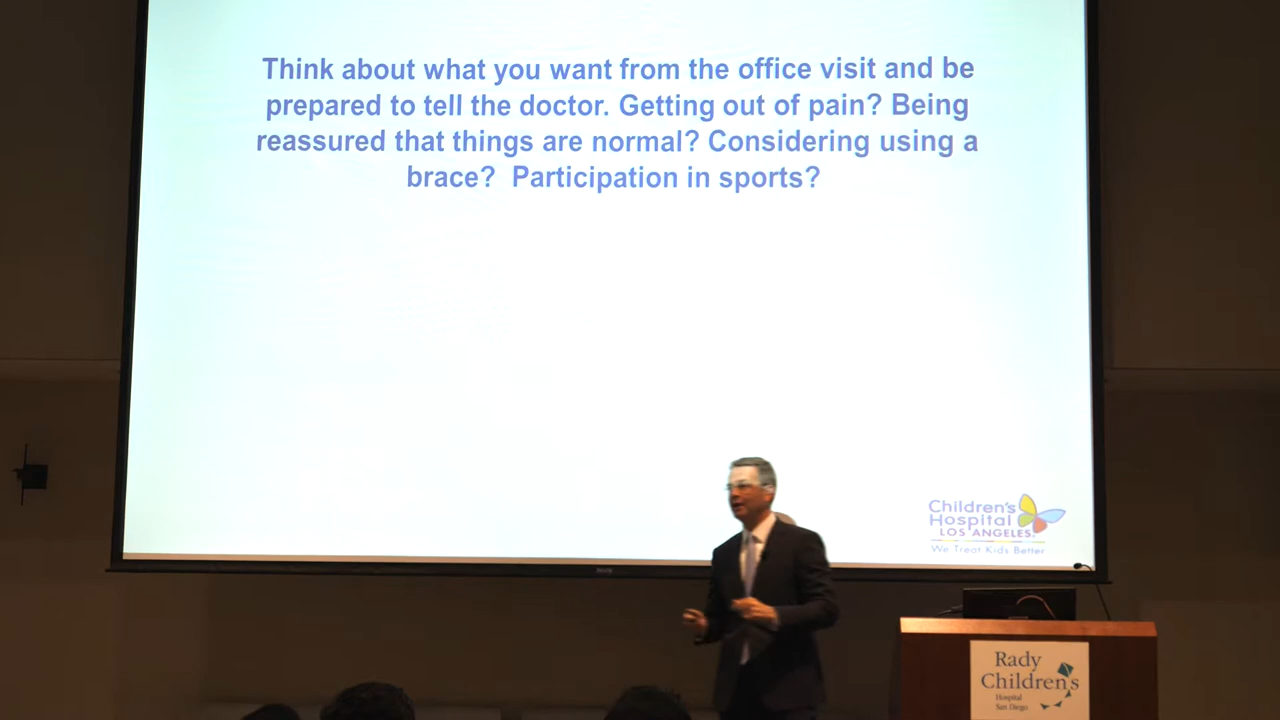 Think about what you want from the office visit and be
prepared to tell the doctor. Getting out of pain? Being
reassured that things are normal? Considering using a
brace?  Participation in sports?
Children's
Hospital
LOS ANGELES.
We Treat Kids Better
Rady
Children's
Hospital
San Diego